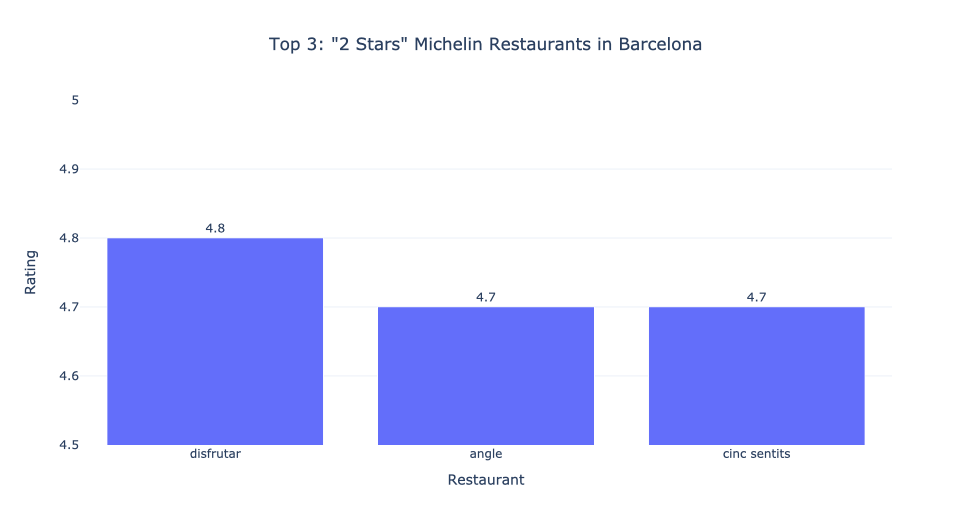 Top 3: "2 Stars" Michelin Restaurants in Barcelona
5
4.9
4.8
4.7
4.6
4.5
Rating
4.8
4.7
4.7
disfrutar
angle
cinc sentits
Restaurant